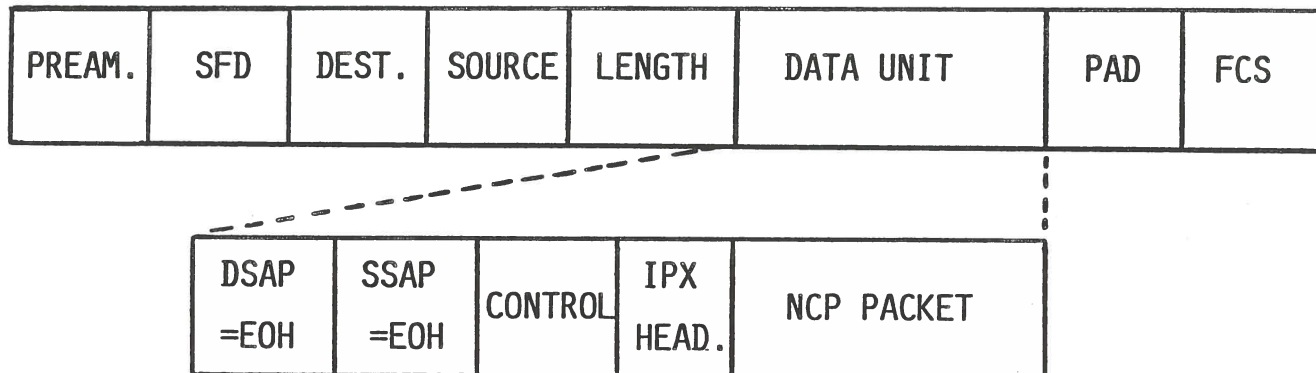 PREAM. SFD DEST. SOURCE LENGTH DATA UNIT PAD FCS
DSAP SSAP CONTROL IPX NCP PACKET
=EOH =EOH HEAD.